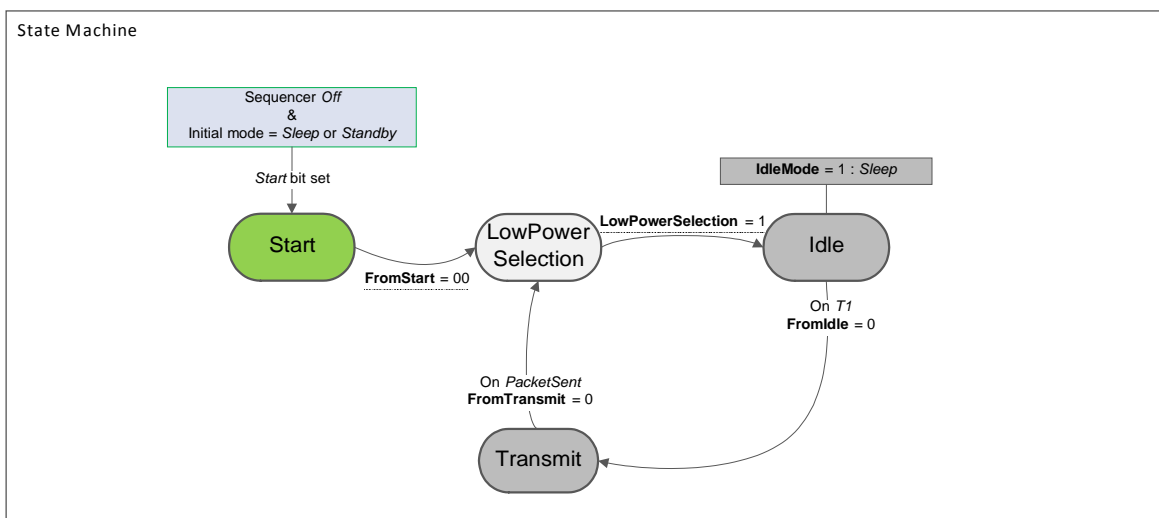 State Machine
Sequencer Off
&
Initial mode = Sleep or Standby
Start bit set
IdleMode = 1 : Sleep
Start
FromStart = 00
LowPower
Selection
LowPowerSelection = 1
Idle
On T1
FromIdle = 0
On PacketSent
FromTransmit = 0
Transmit